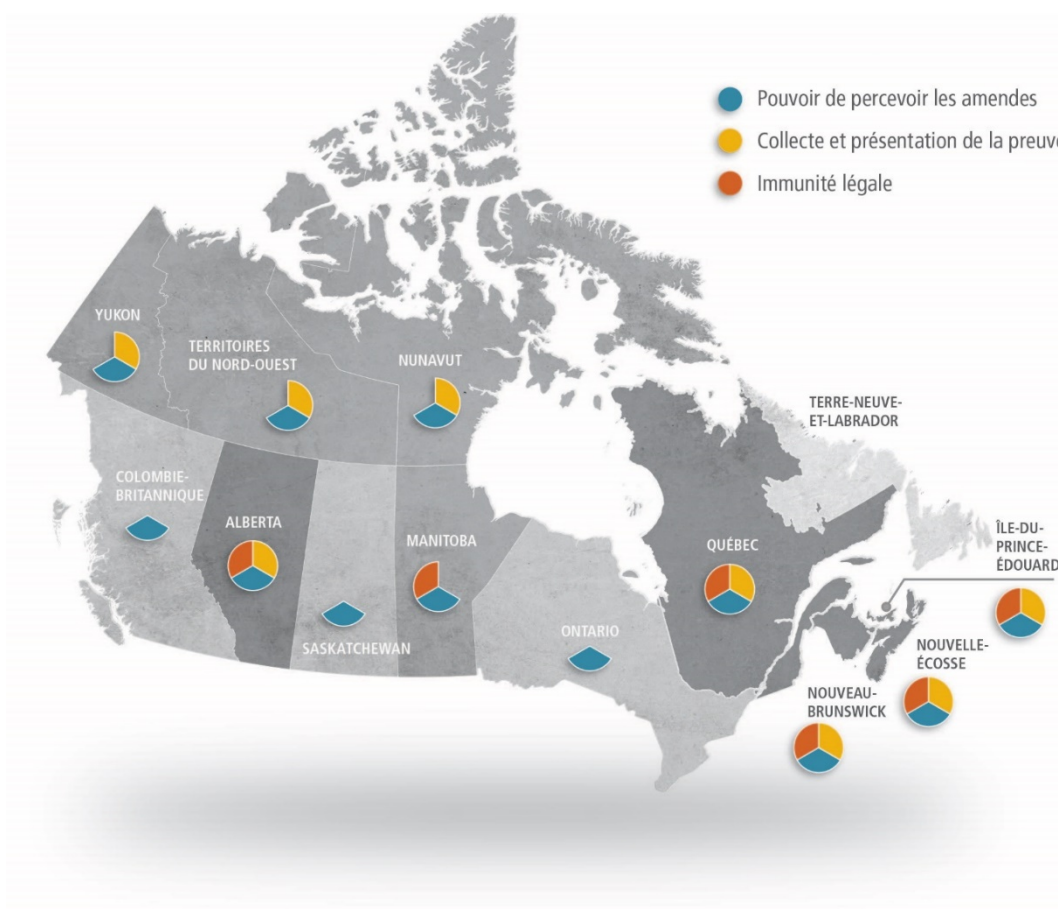 Pouvoir de percevoir les amendes
Collecte et présentation de la preuve
Immunité légale
YUKON
TERRITOIRES
DU NORD-OUEST
NUNAVUT
TERRE-NEUVE-
ET-LABRADOR
COLOMBIE-
BRITANNIQUE
ALBERTA
MANITOBA
QUÉBEC
ÎLE-DU-
PRINCE-
ÉDOUARD
SASKATCHEWAN
ONTARIO
NOUVELLE-
ÉCOSSE
NOUVEAU-
BRUNSWICK